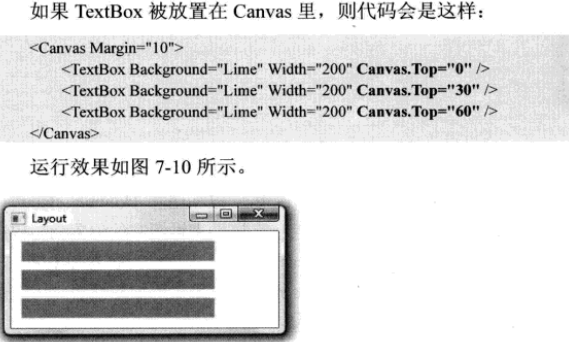 如果 TextBox 被放置在 Canvas 里，则代码会是这样：
<Canvas Margin="10">
<TextBox Background="Lime" Width="200" Canvas.Top="0" />
<TextBox Background="Lime" Width="200" Canvas.Top="30" />
<TextBox Background="Lime" Width="200" Canvas.Top="60" />
</Canvas>
运行效果如图 7-10 所示。
Layout